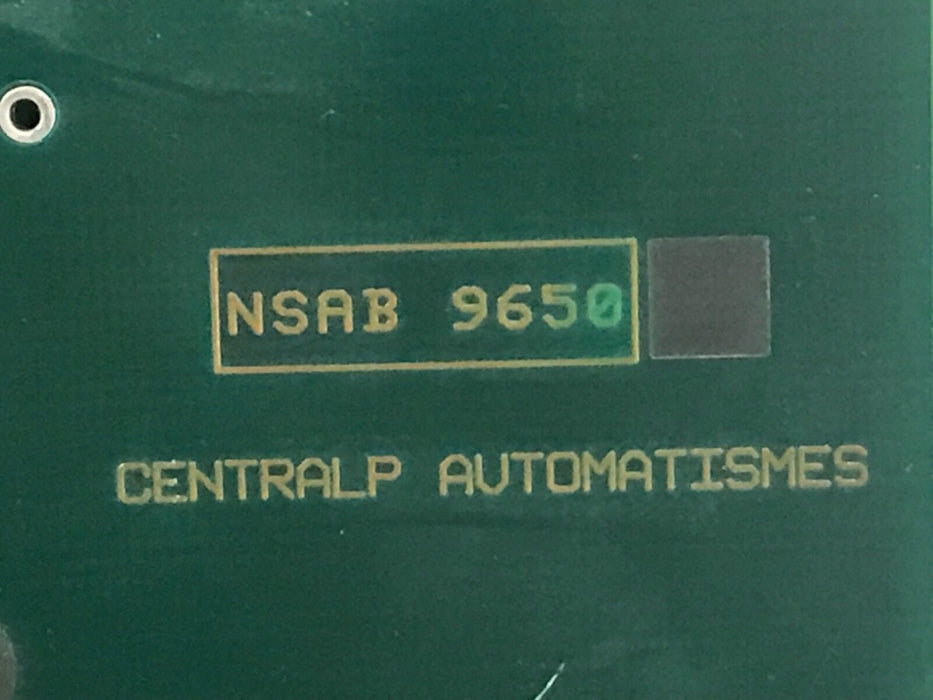 NSAB 9650
CENTRALP AUTOMATISMES